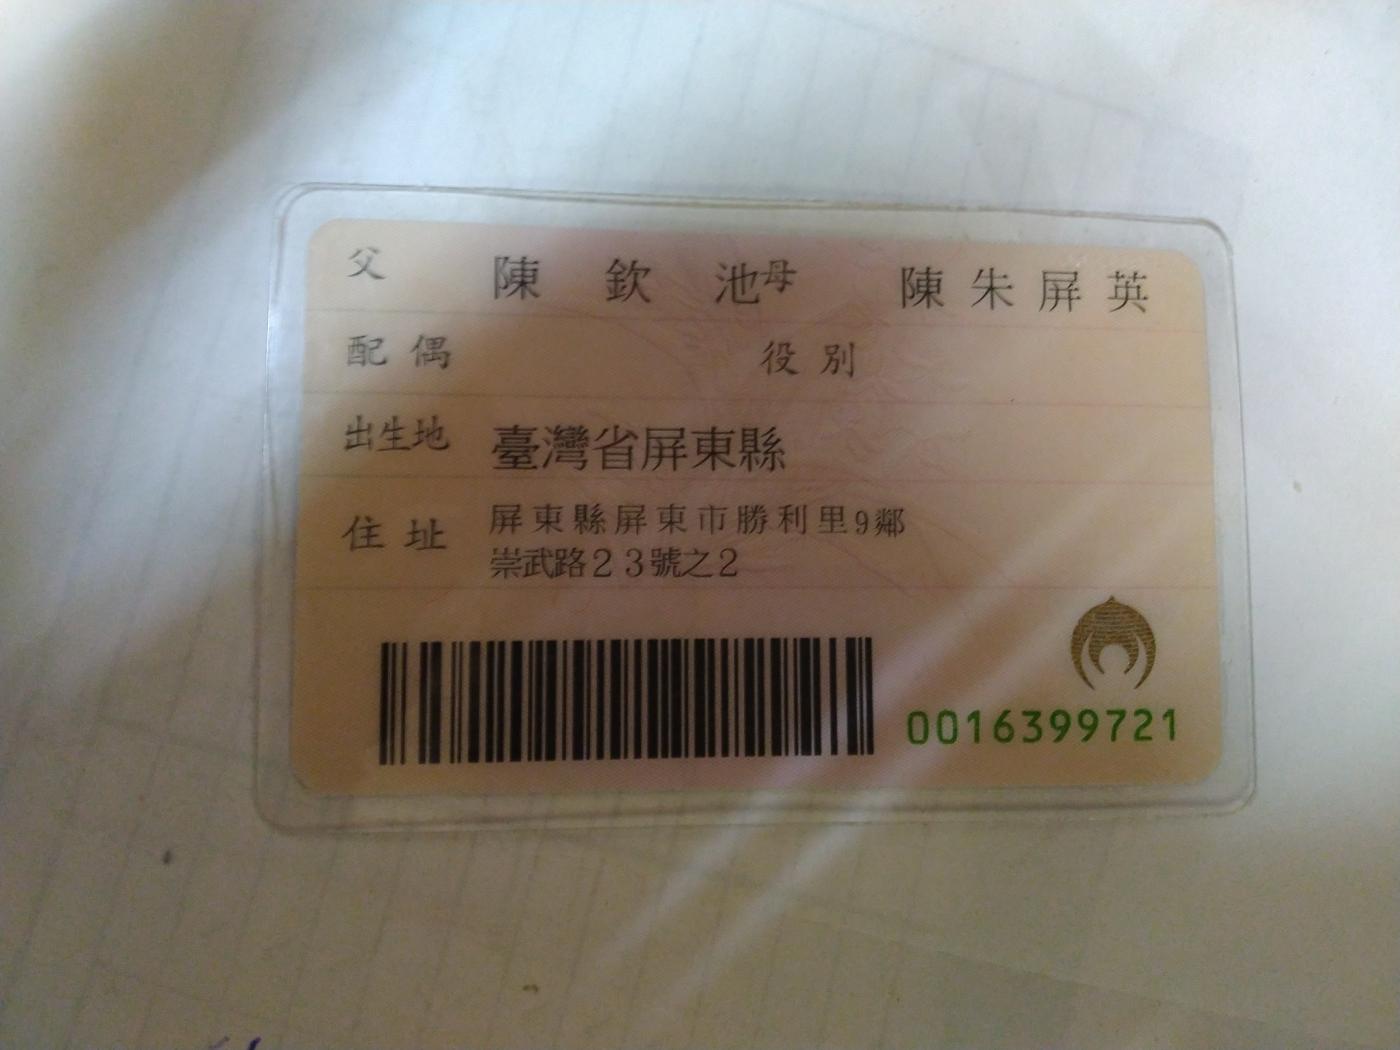 父 陳欽池 母 陳朱屏英
配偶 役別
出生地 臺灣省屏東縣
住址 屏東縣屏東市勝利里9鄰
崇武路23號之2
0016399721